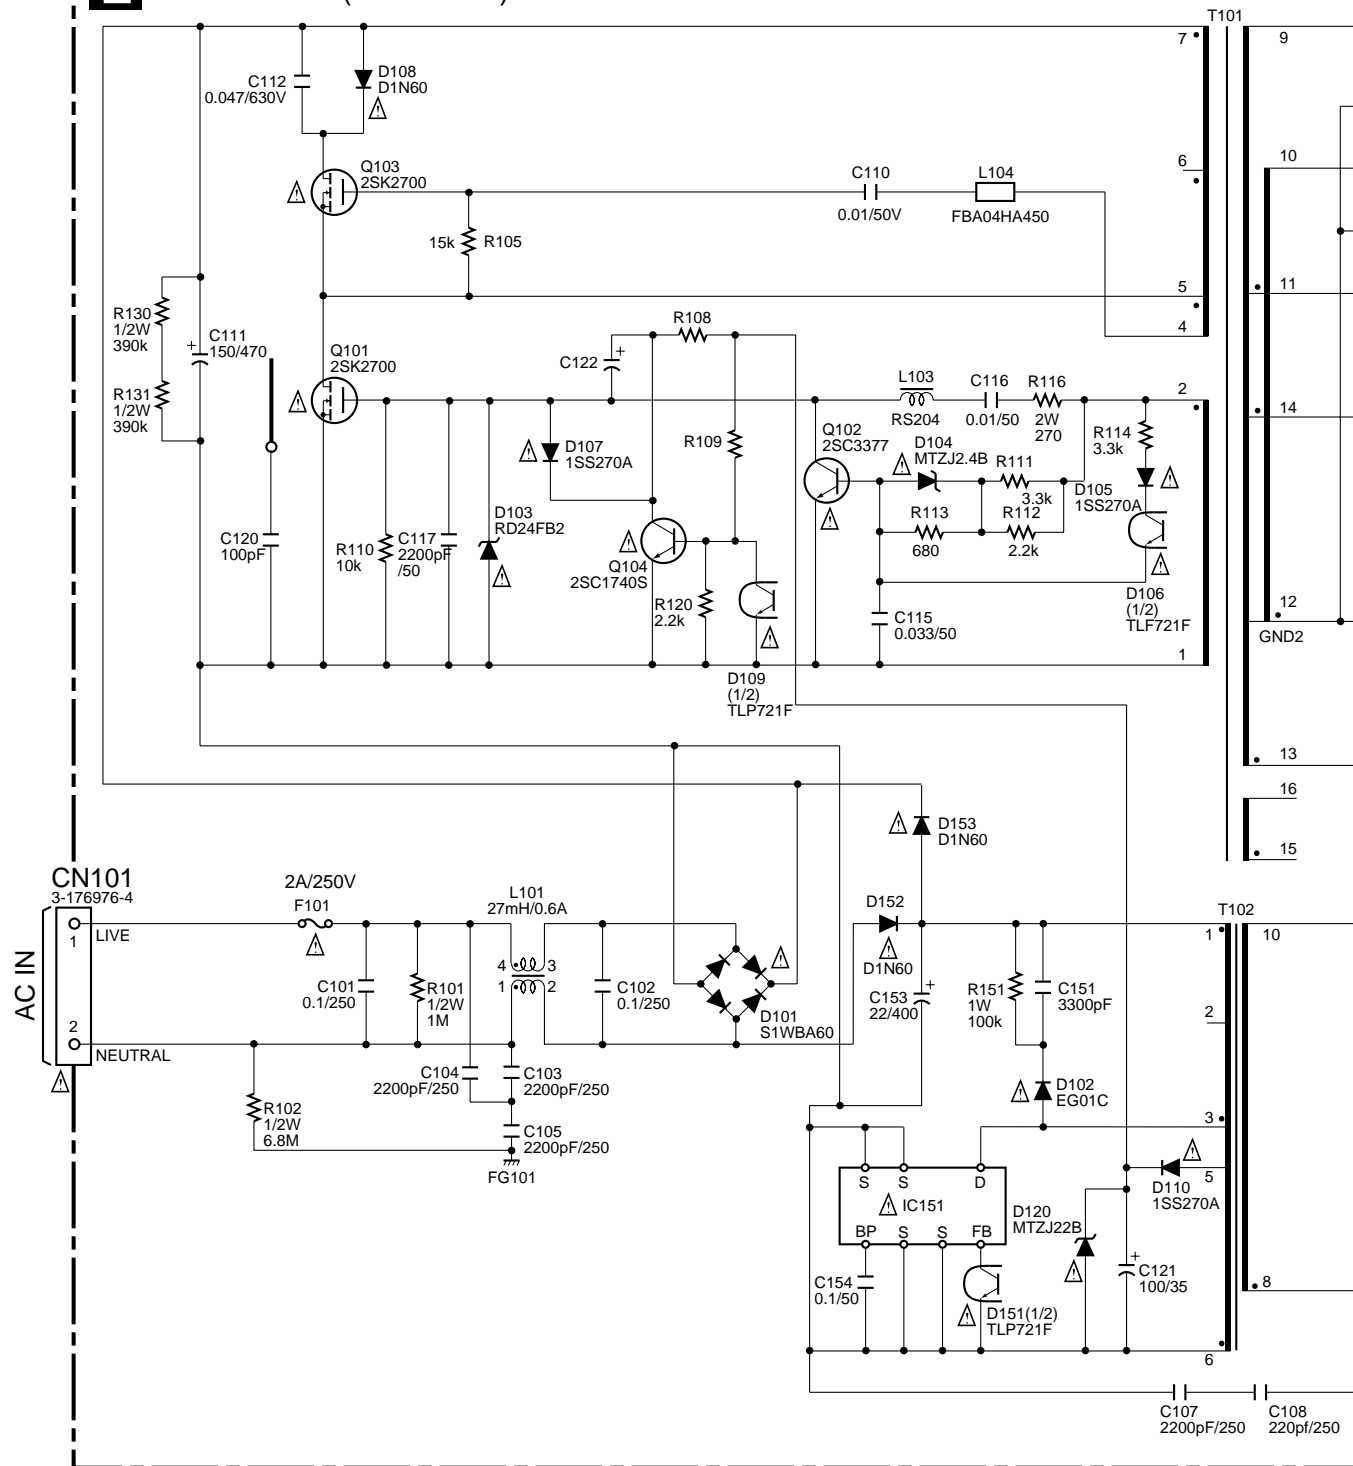 T101
7
9
C112
0.047/630V
D108
D1N60
Q103
2SK2700
6
10
C110
0.01/50V
L104
FBA04HA450
15k
R105
5
11
4
R130
1/2W
390k
R131
1/2W
390k
+
C111
150/470
Q101
2SK2700
R108
C122
+
L103
RS204
C116
0.01/50
R116
2W
270
2
14
R109
Q102
2SC3377
D104
MTZJ2.4B
R114
3.3k
D107
1SS270A
R111
3.3k
D105
1SS270A
D103
RD24FB2
R113
680
R112
2.2k
C120
100pF
R110
10k
C117
2200pF
/50
Q104
2SC1740S
R120
2.2k
D106
(1/2)
TLF721F
C115
0.033/50
12
GND2
1
D109
(1/2)
TLP721F
13
16
15
D153
D1N60
CN101
3-176976-4
2A/250V
F101
L101
27mH/0.6A
D152
D1N60
T102
1
LIVE
AC IN
2
NEUTRAL
4
3
1
2
C101
0.1/250
R101
1/2W
1M
C102
0.1/250
D101
S1WBA60
C153
22/400
+
R151
1W
100k
C151
3300pF
1
10
2
C104
2200pF/250
C103
2200pF/250
D102
EG01C
R102
1/2W
6.8M
C105
2200pF/250
FG101
3
S
S
D
IC151
BP
S
S
FB
D120
MTZJ22B
D110
1SS270A
5
C154
0.1/50
D151(1/2)
TLP721F
+
C121
100/35
8
6
C107
2200pF/250
C108
220pf/250